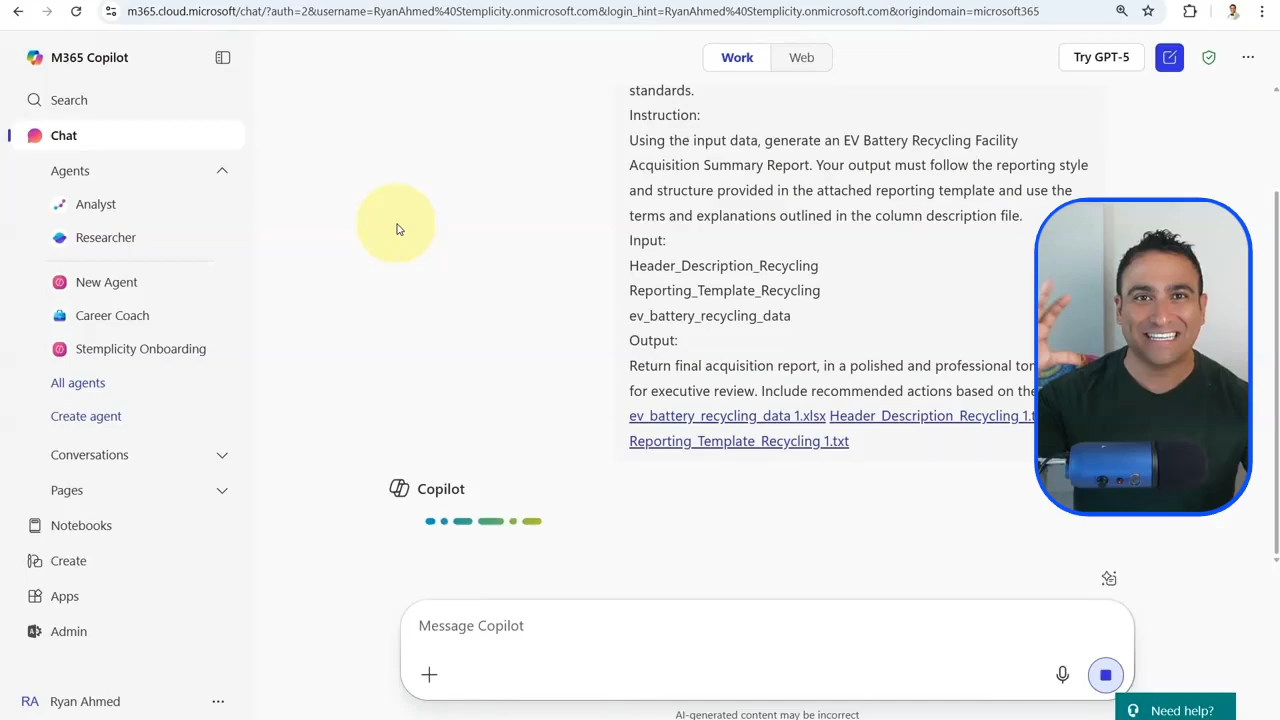 m365.cloud.microsoft/chat/?auth=2&username=RyanAhmed%40Stemplicity.onmicrosoft.com&login_hint=RyanAhmed%40Stemplicity.onmicrosoft.com&origindomain=microsoft365
M365 Copilot
Work
Web
Try GPT-5
Search
Chat
Agents
Analyst
Researcher
New Agent
Career Coach
Stemplicity Onboarding
All agents
Create agent
Conversations
Pages
Notebooks
Create
Apps
Admin
RA Ryan Ahmed
standards.
Instruction:
Using the input data, generate an EV Battery Recycling Facility
Acquisition Summary Report. Your output must follow the reporting style
and structure provided in the attached reporting template and use the
terms and explanations outlined in the column description file.
Input:
Header_Description_Recycling
Reporting_Template_Recycling
ev_battery_recycling_data
Output:
Return final acquisition report, in a polished and professional
for executive review. Include recommended actions based on the
ev_battery_recycling_data 1.xlsx Header_Description_Recycling 1.t
Reporting_Template_Recycling 1.txt
Copilot
Message Copilot
AI-generated content may be incorrect
Need help?